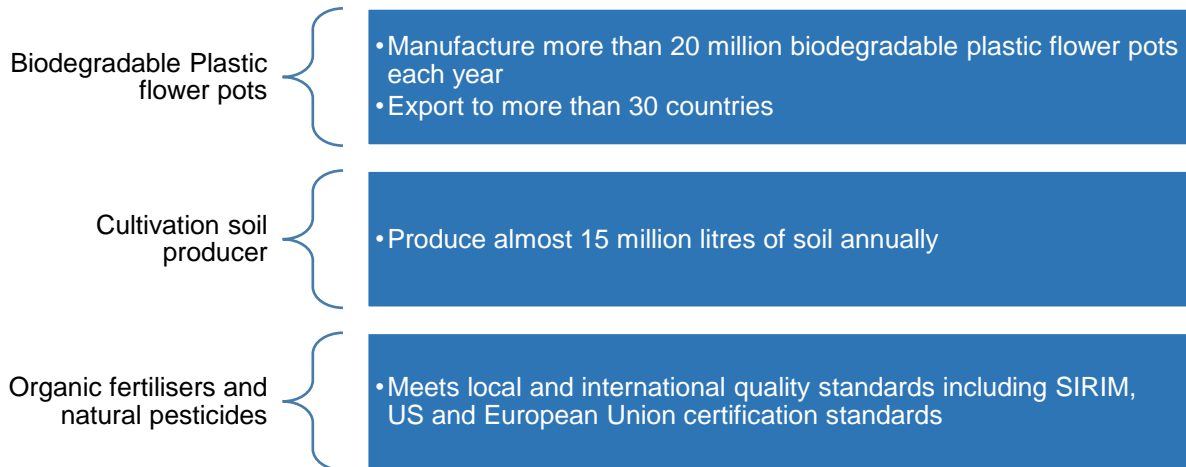 Biodegradable Plastic
flower pots
•Manufacture more than 20 million biodegradable plastic flower pots
each year
•Export to more than 30 countries
Cultivation soil
producer
•Produce almost 15 million litres of soil annually
Organic fertilisers and
natural pesticides
•Meets local and international quality standards including SIRIM,
US and European Union certification standards